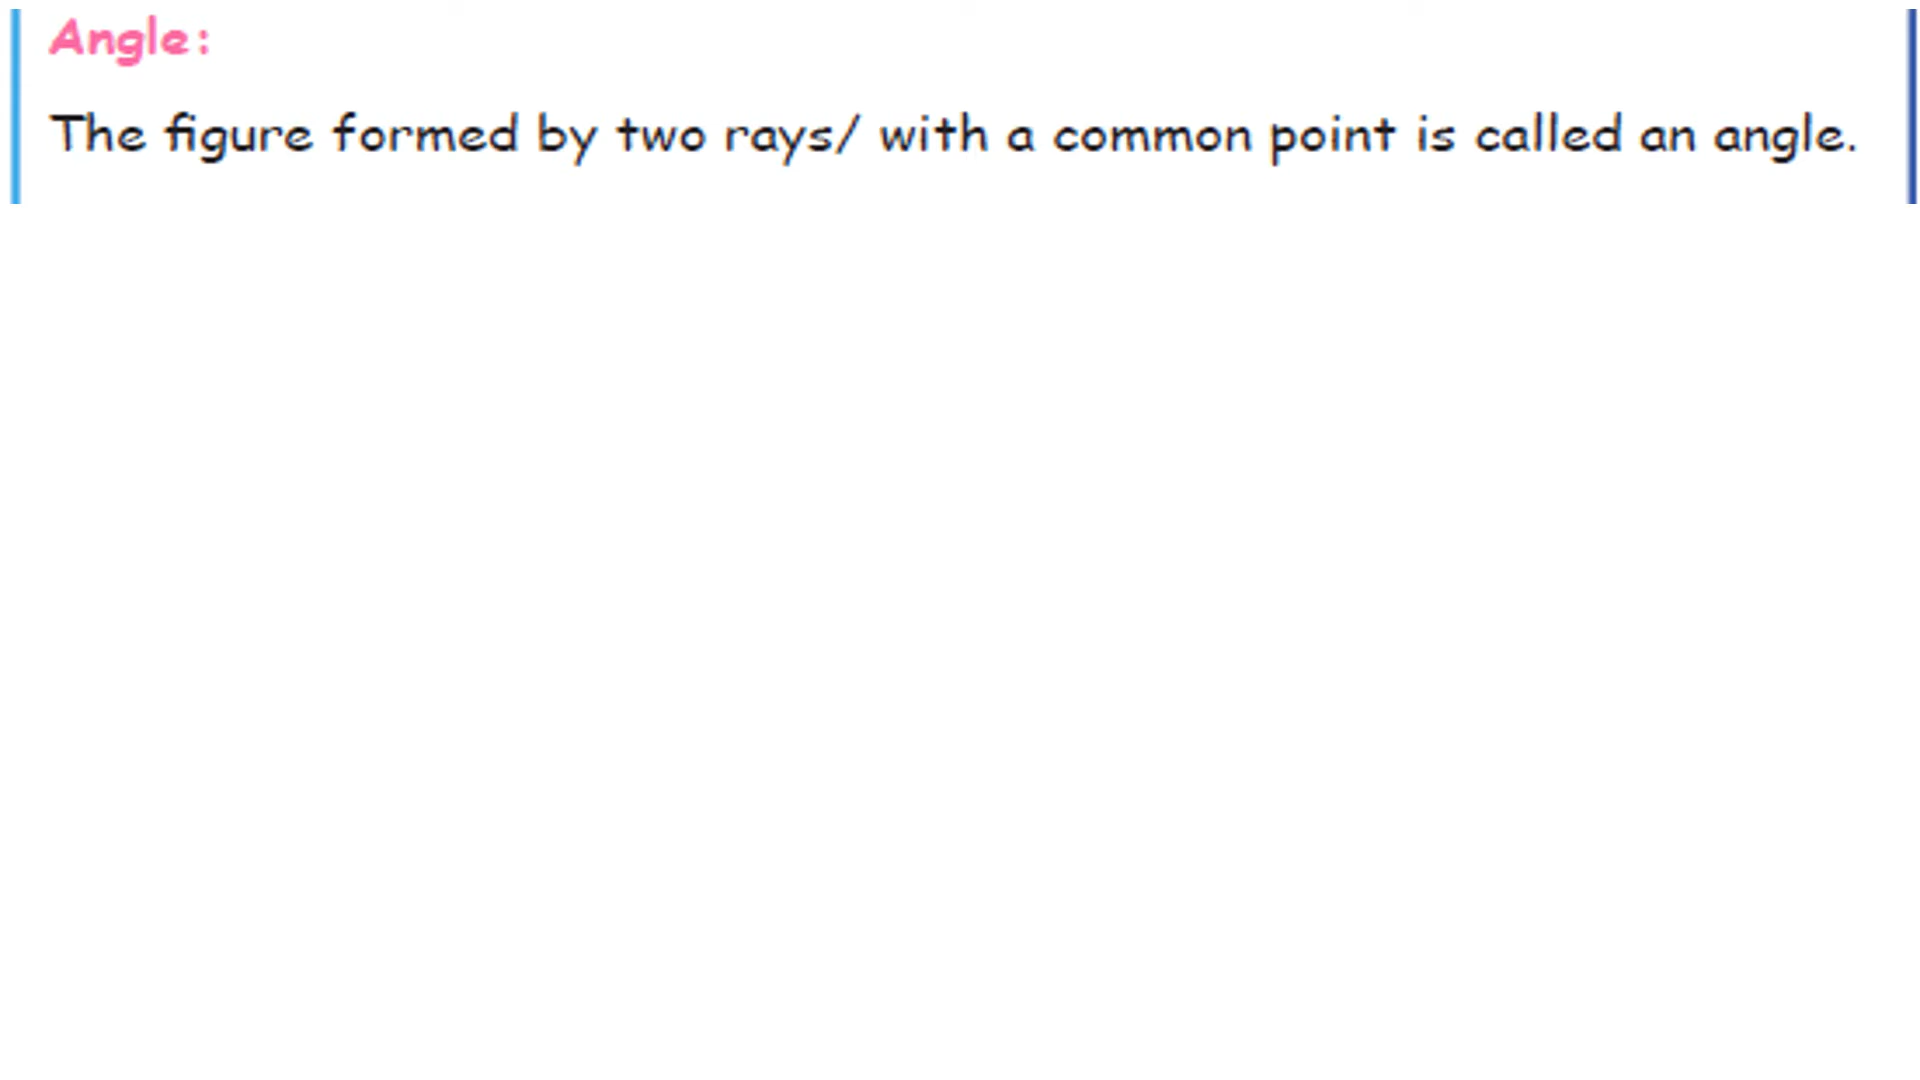 Angle:
The figure formed by two rays/ with a common point is called an angle.